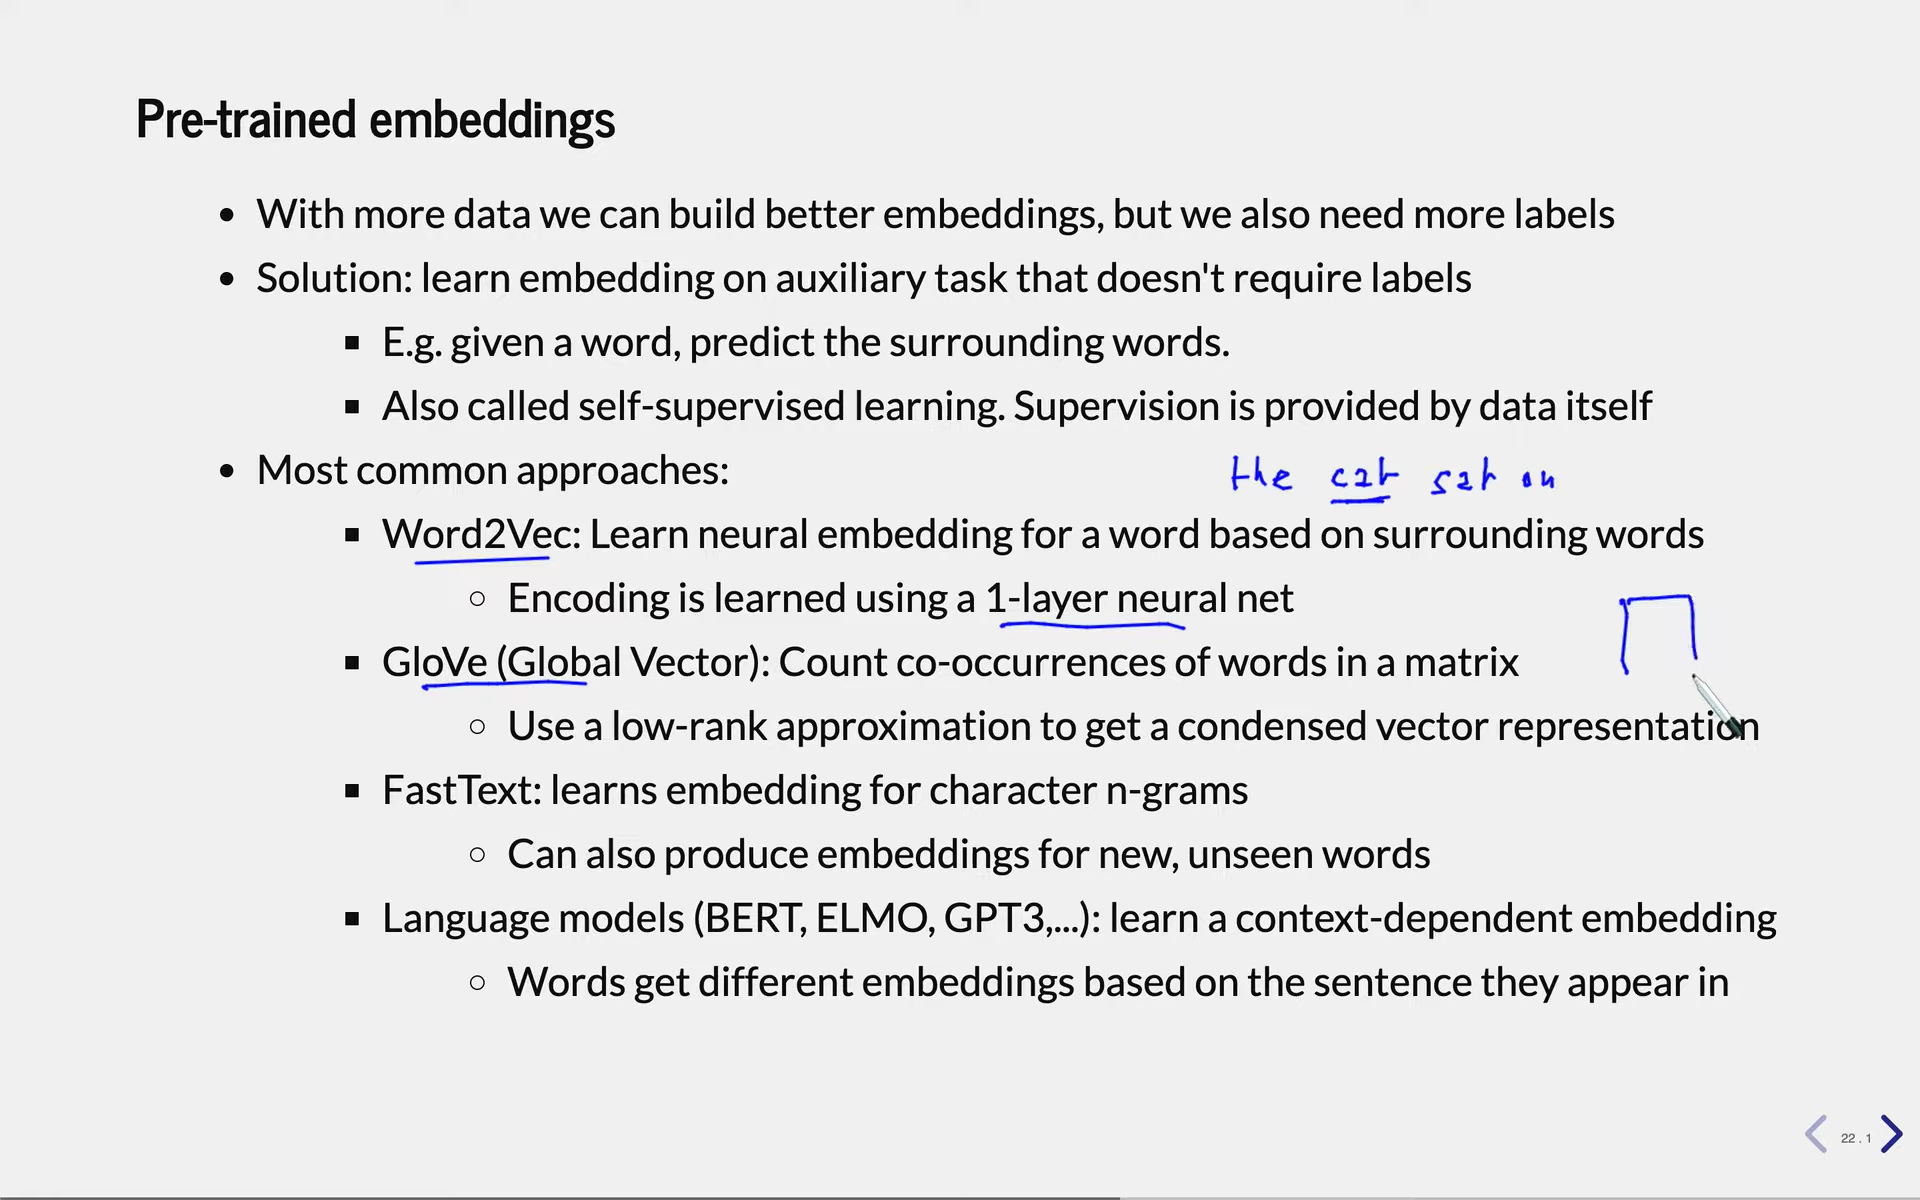 Pre-trained embeddings
• With more data we can build better embeddings, but we also need more labels
• Solution: learn embedding on auxiliary task that doesn't require labels
▪ E.g. given a word, predict the surrounding words.
▪ Also called self-supervised learning. Supervision is provided by data itself
• Most common approaches:
the cat sat on
▪ Word2Vec: Learn neural embedding for a word based on surrounding words
○ Encoding is learned using a 1-layer neural net
▪ GloVe (Global Vector): Count co-occurrences of words in a matrix
○ Use a low-rank approximation to get a condensed vector representation
▪ FastText: learns embedding for character n-grams
○ Can also produce embeddings for new, unseen words
▪ Language models (BERT, ELMO, GPT3,...): learn a context-dependent embedding
○ Words get different embeddings based on the sentence they appear in
22 . 1